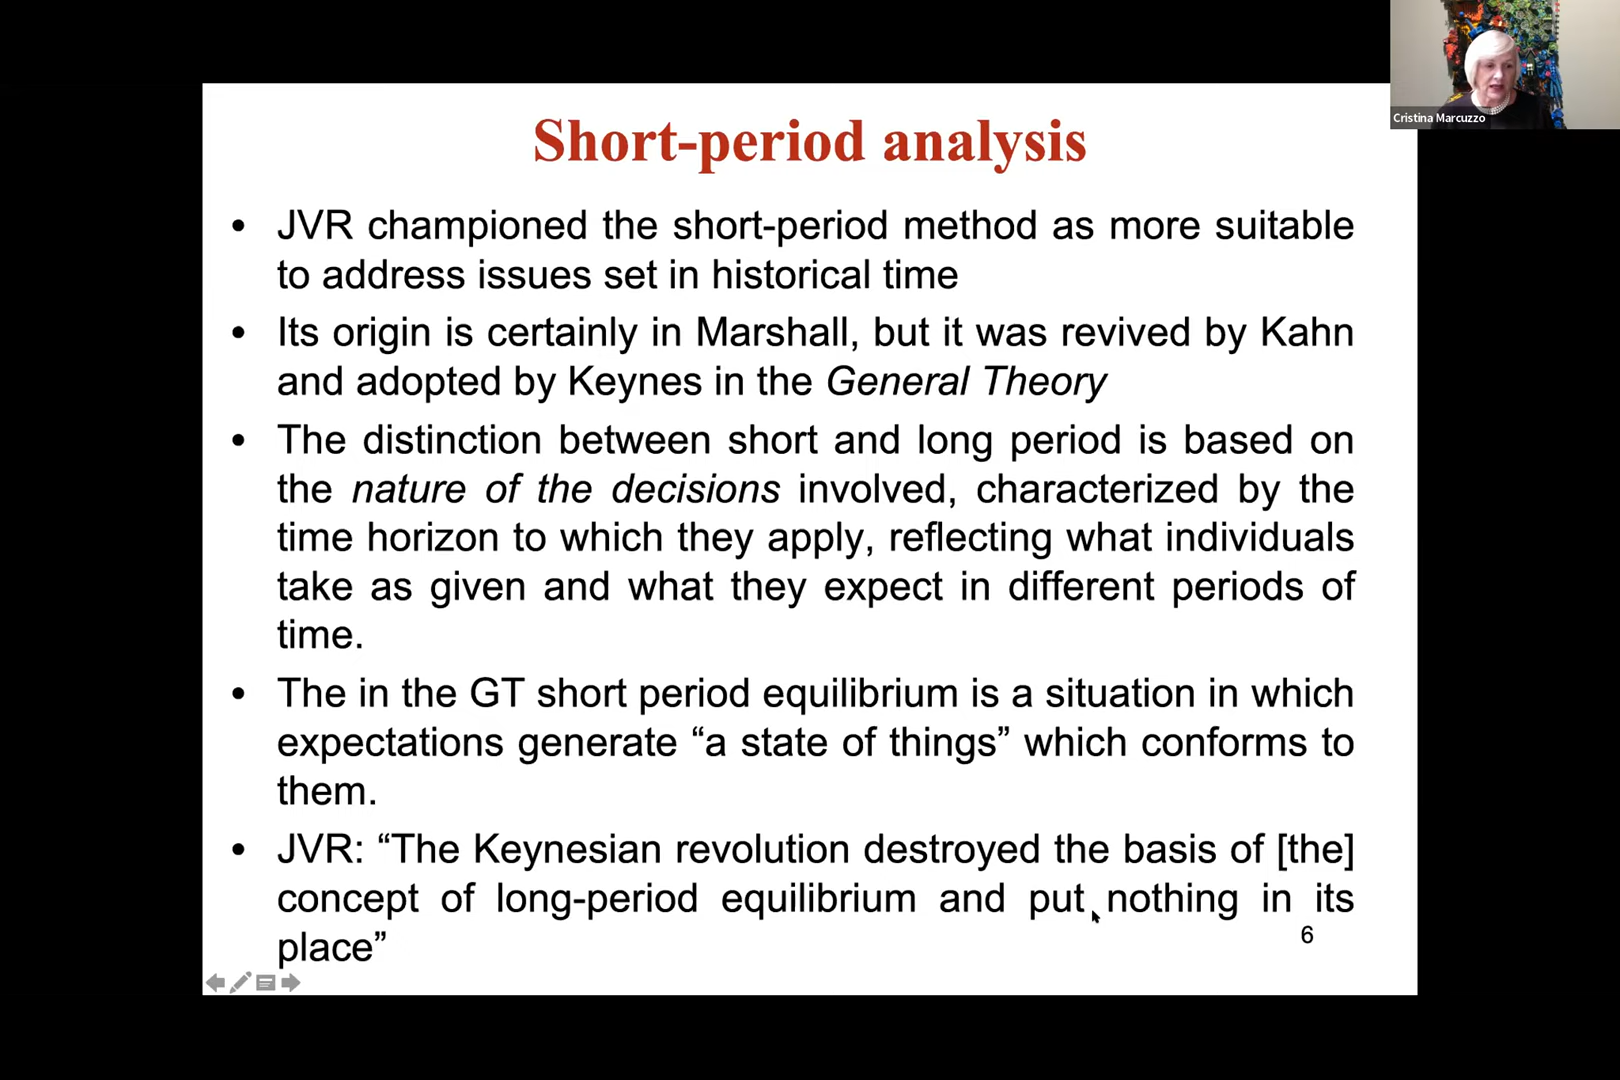 Cristina Marcuzzo
Short-period analysis
• JVR championed the short-period method as more suitable
to address issues set in historical time
• Its origin is certainly in Marshall, but it was revived by Kahn
and adopted by Keynes in the General Theory
• The distinction between short and long period is based on
the nature of the decisions involved, characterized by the
time horizon to which they apply, reflecting what individuals
take as given and what they expect in different periods of
time.
• The in the GT short period equilibrium is a situation in which
expectations generate “a state of things” which conforms to
them.
• JVR: “The Keynesian revolution destroyed the basis of [the]
concept of long-period equilibrium and put nothing in its
place”
6